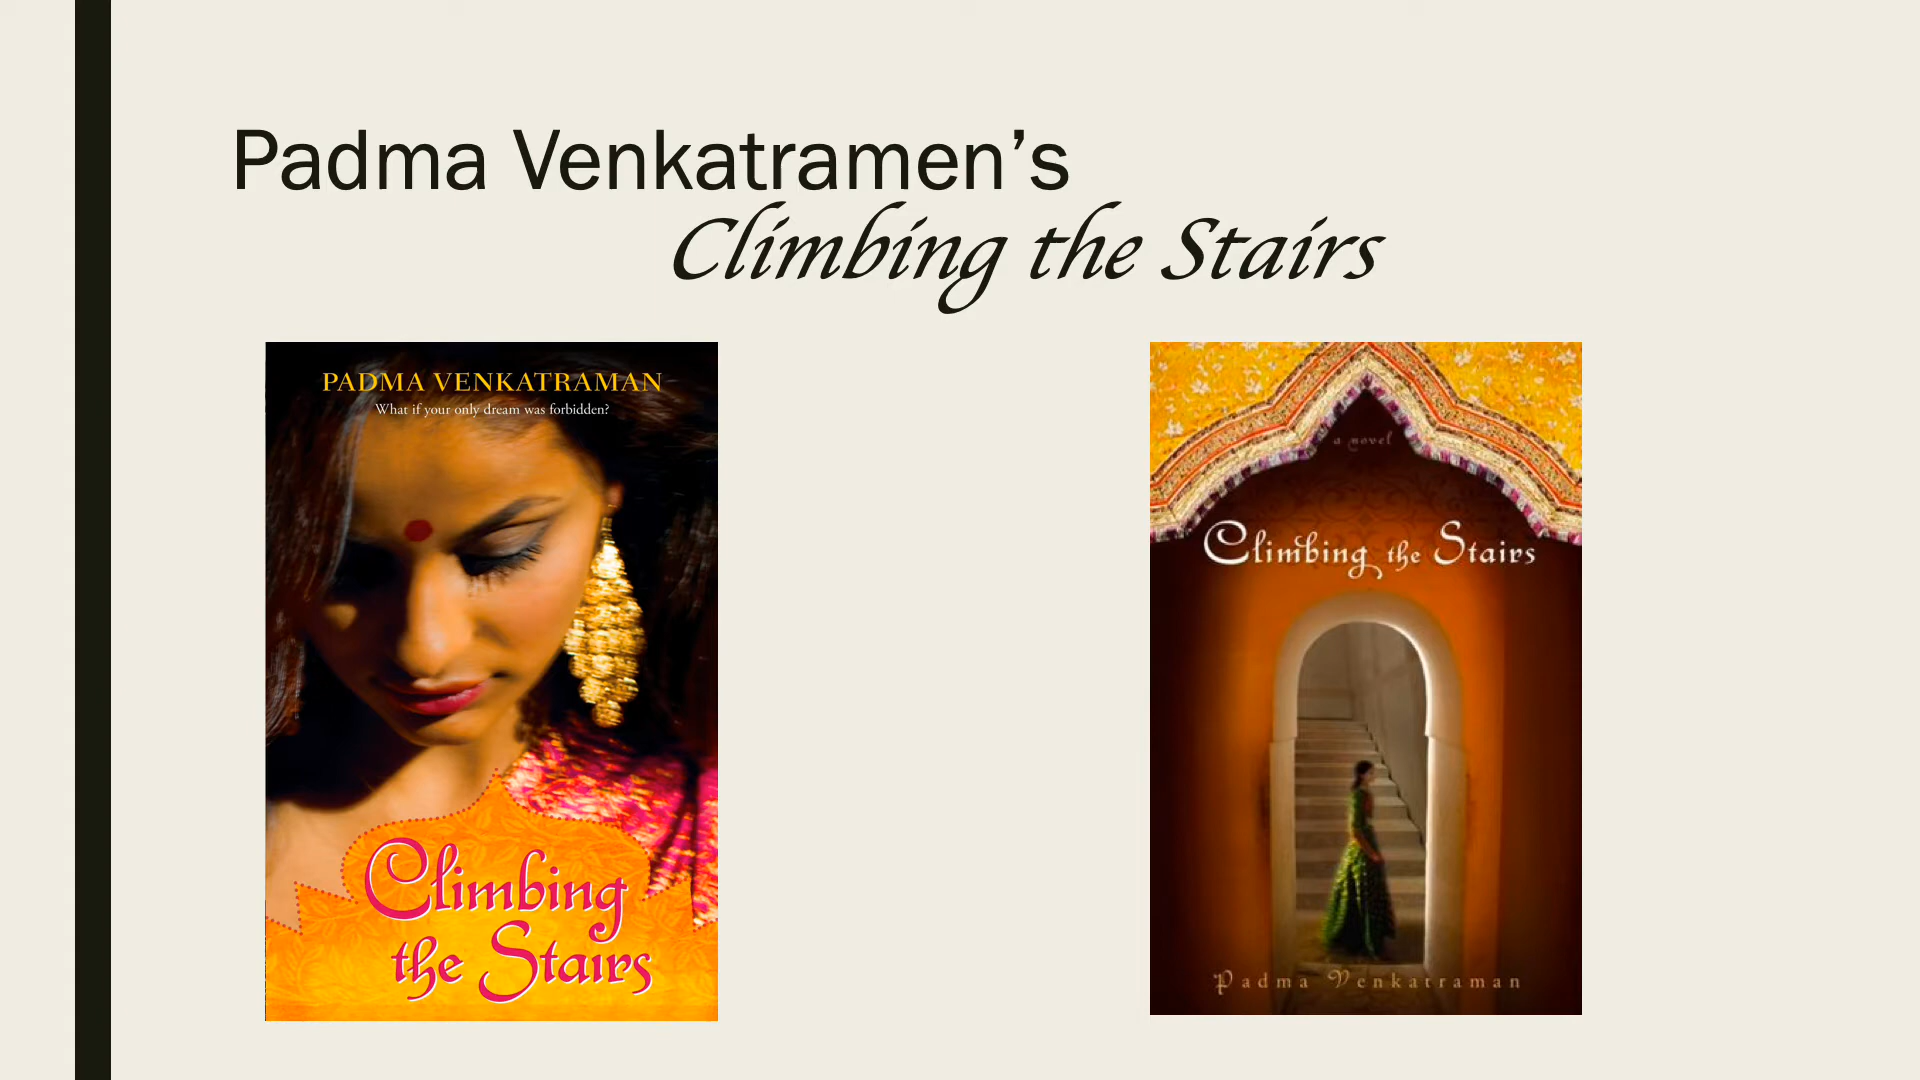 Padma Venkatramen’s
Climbing the Stairs
PADMA VENKATRAMAN
What if your only dream was forbidden?
Climbing
the Stairs
a novel
Climbing the Stairs
Padma Venkatraman